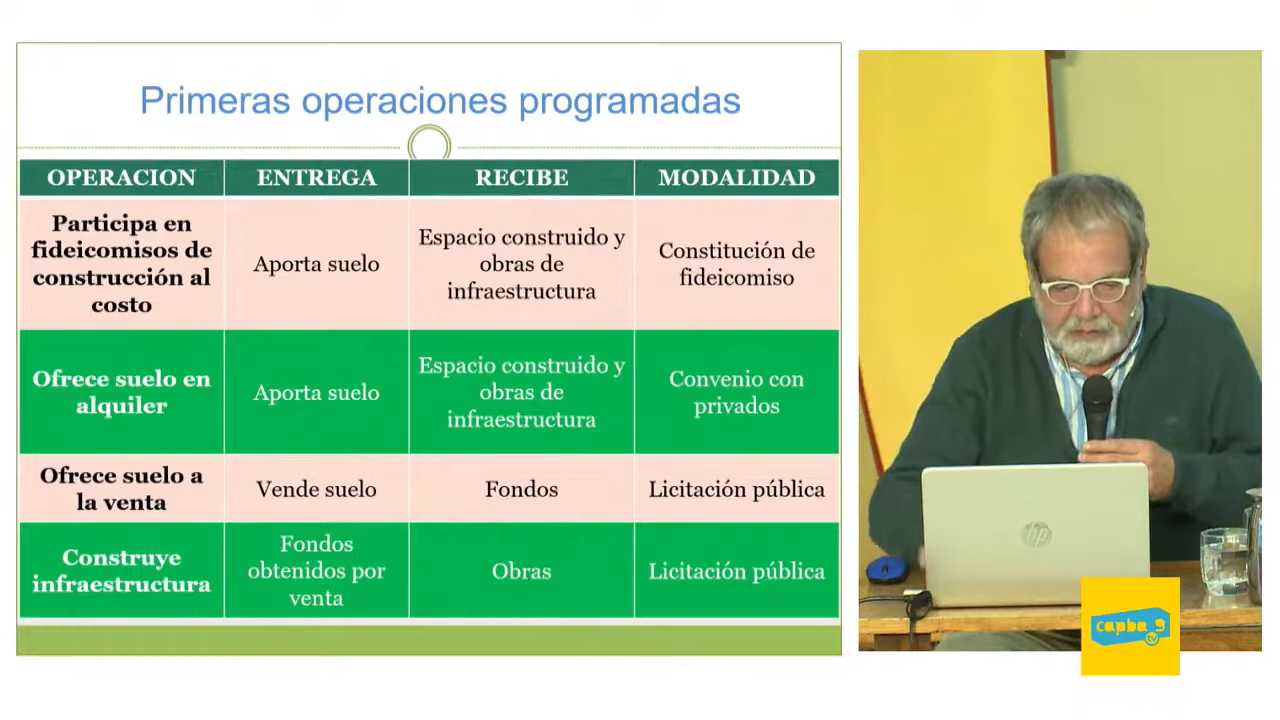 Primeras operaciones programadas
OPERACION ENTREGA RECIBE MODALIDAD
Participa en
fideicomisos de
construcción al
costo
Aporta suelo
Espacio construido y
obras de
infraestructura
Constitución de
fideicomiso
Ofrece suelo en
alquiler
Aporta suelo
Espacio construido y
obras de
infraestructura
Convenio con
privados
Ofrece suelo a
la venta
Vende suelo
Fondos
Licitación pública
Construye
infraestructura
Fondos
obtenidos por
venta
Obras
Licitación pública
hp
capba 9
tv